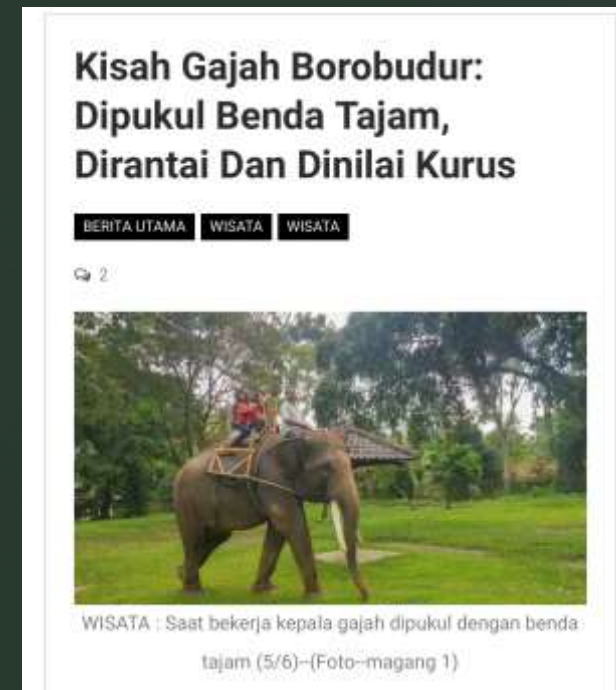 Kisah Gajah Borobudur:
Dipukul Benda Tajam,
Dirantai Dan Dinilai Kurus
BERITA UTAMA WISATA WISATA
2
WISATA : Saat bekerja kepala gajah dipukul dengan benda
tajam (5/6)--(Foto--magang 1)